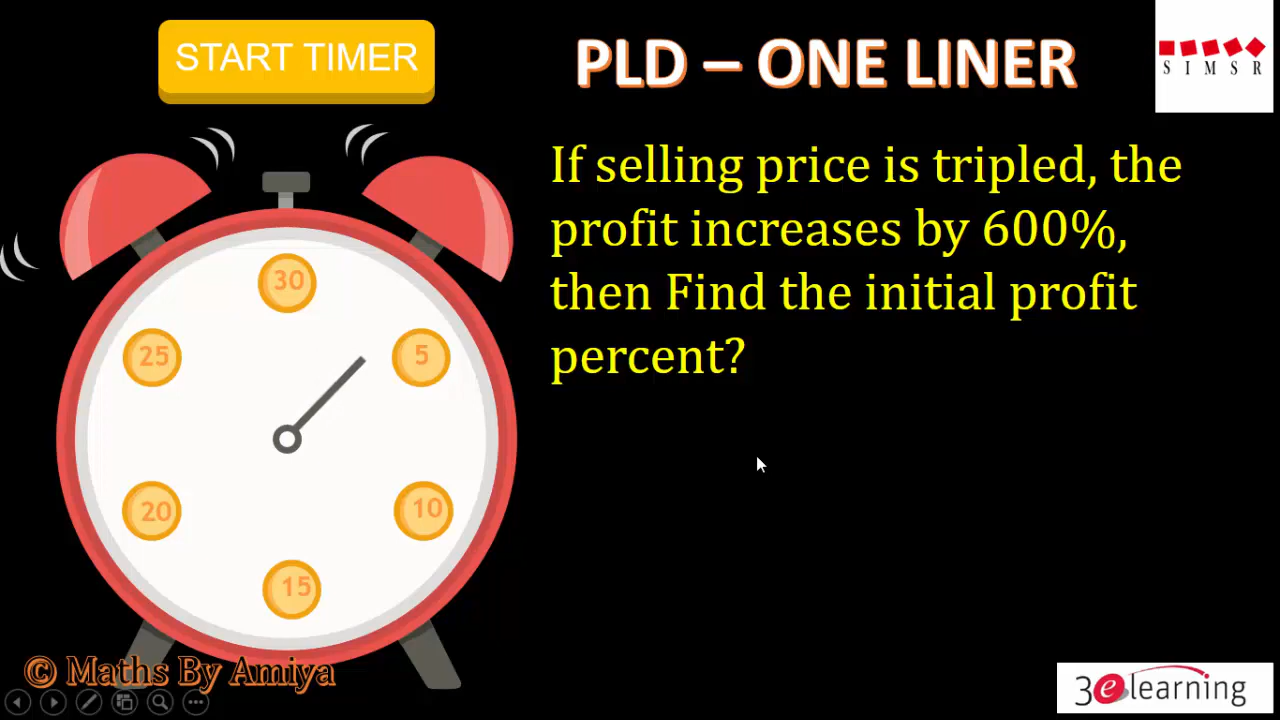 START TIMER
PLD – ONE LINER
S I M S R
If selling price is tripled, the
profit increases by 600%,
then Find the initial profit
percent?
30
25
5
20
10
15
© Maths By Amiya
3elearning